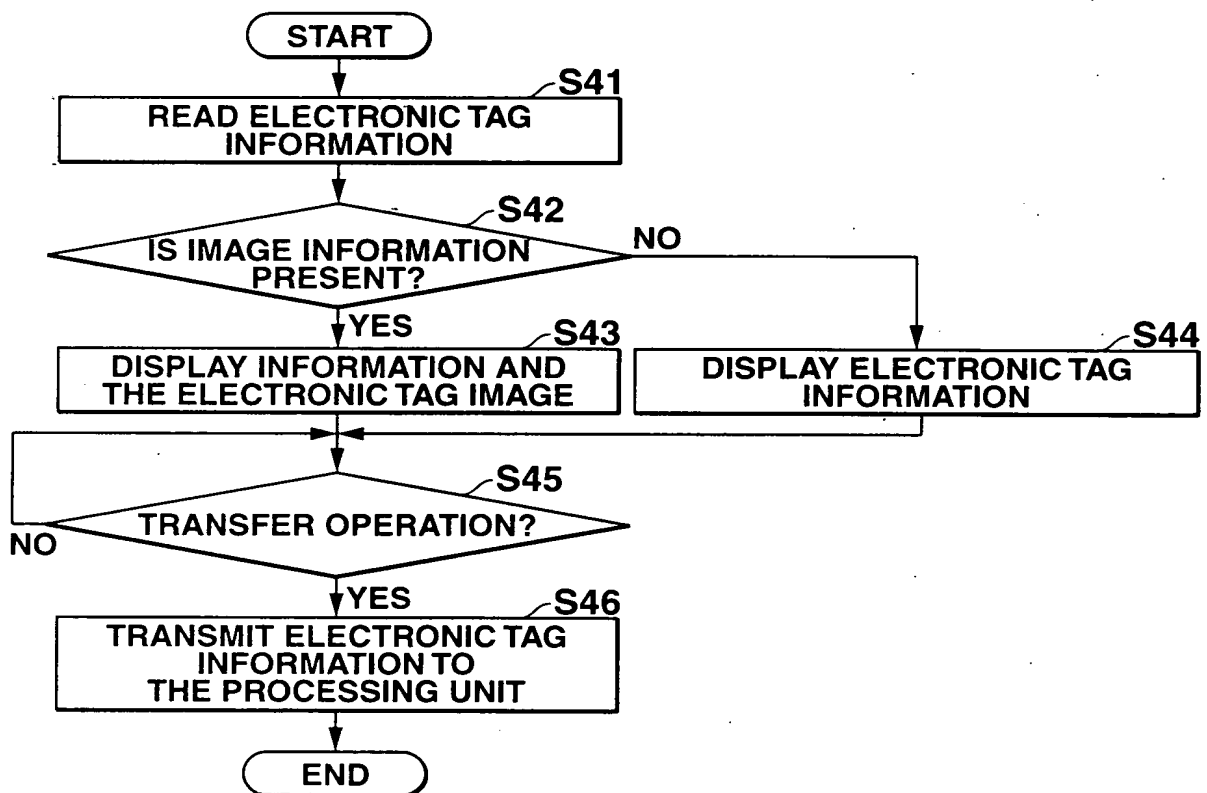 START
S41
READ ELECTRONIC TAG
INFORMATION
S42
IS IMAGE INFORMATION
PRESENT?
NO
YES
S43
DISPLAY INFORMATION AND
THE ELECTRONIC TAG IMAGE
S44
DISPLAY ELECTRONIC TAG
INFORMATION
S45
TRANSFER OPERATION?
NO
YES
S46
TRANSMIT ELECTRONIC TAG
INFORMATION TO
THE PROCESSING UNIT
END